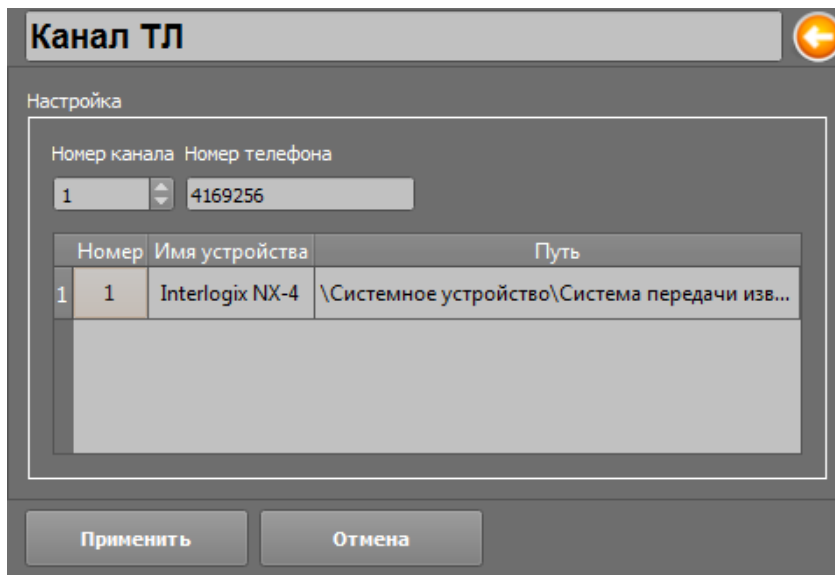 Канал ТЛ
Настройка
Номер канала Номер телефона
1 4169256
Номер Имя устройства Путь
1 1 Interlogix NX-4 \Системное устройство\Система передачи изв...
Применить Отмена